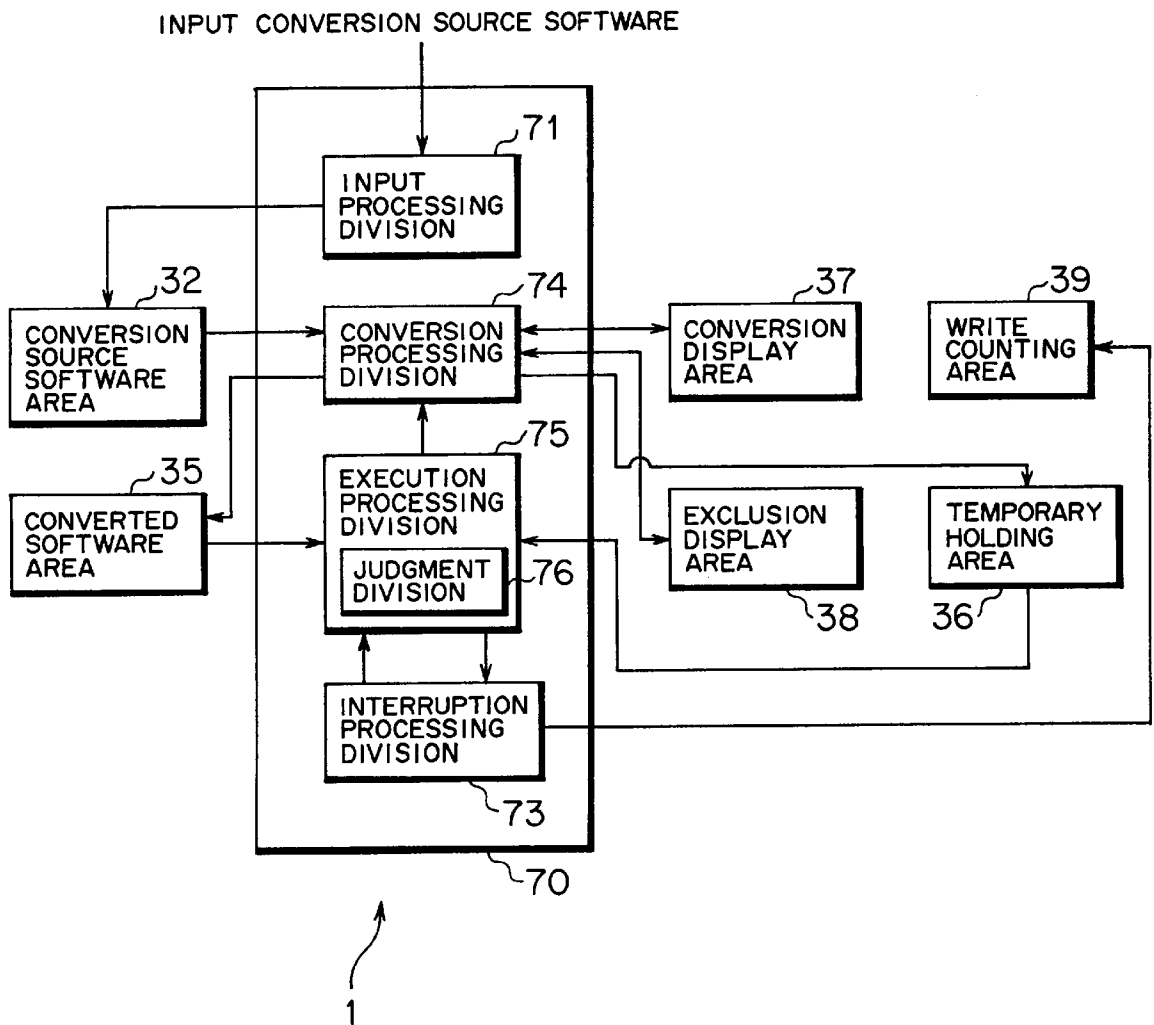 INPUT CONVERSION SOURCE SOFTWARE
71
INPUT
PROCESSING
DIVISION
32
CONVERSION
SOURCE
SOFTWARE
AREA
74
CONVERSION
PROCESSING
DIVISION
37
CONVERSION
DISPLAY
AREA
39
WRITE
COUNTING
AREA
35
CONVERTED
SOFTWARE
AREA
75
EXECUTION
PROCESSING
DIVISION
JUDGMENT
DIVISION
76
EXCLUSION
DISPLAY
AREA
38
TEMPORARY
HOLDING
AREA
36
INTERRUPTION
PROCESSING
DIVISION
73
70
1